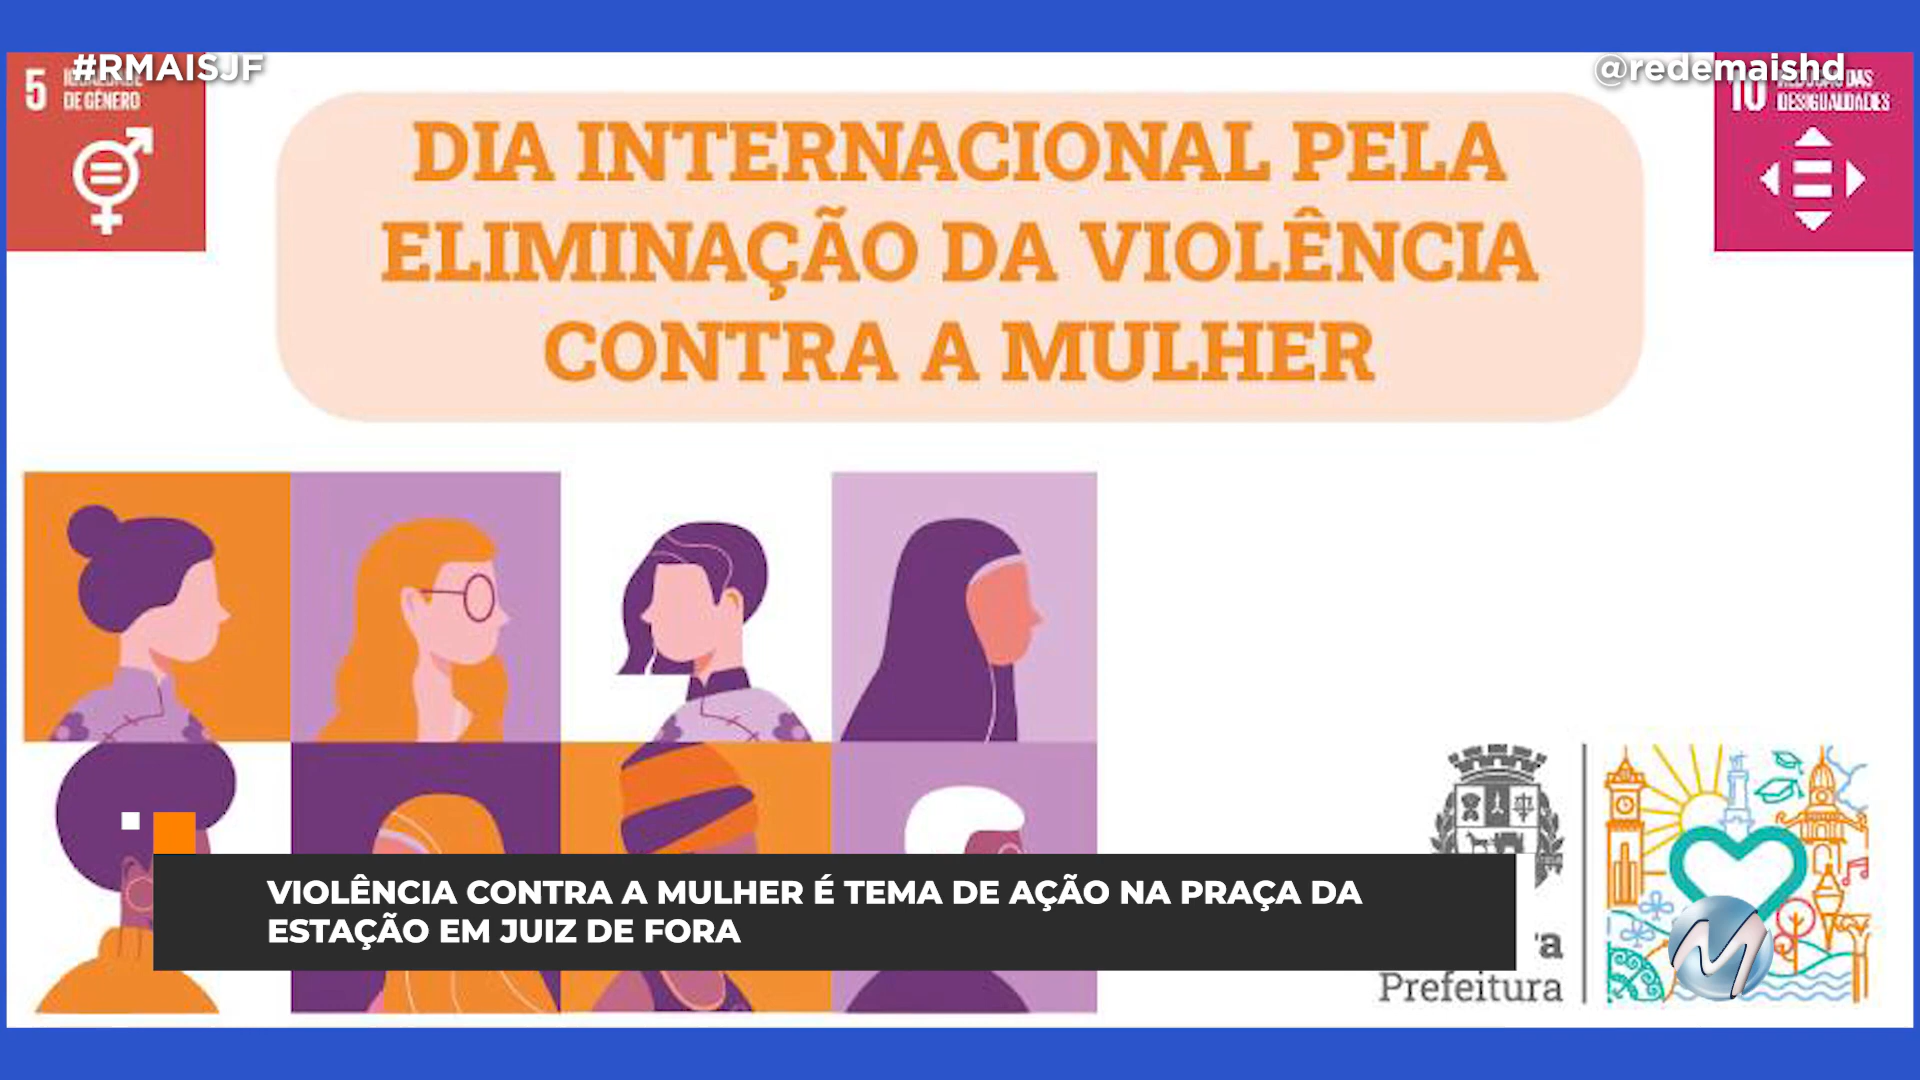 #RMAISJF
@redemaishd
5
DE GÊNERO
10
DAS
DESIGUALDADES
DIA INTERNACIONAL PELA
ELIMINAÇÃO DA VIOLÊNCIA
CONTRA A MULHER
VIOLÊNCIA CONTRA A MULHER É TEMA DE AÇÃO NA PRAÇA DA
ESTAÇÃO EM JUIZ DE FORA
Prefeitura
M